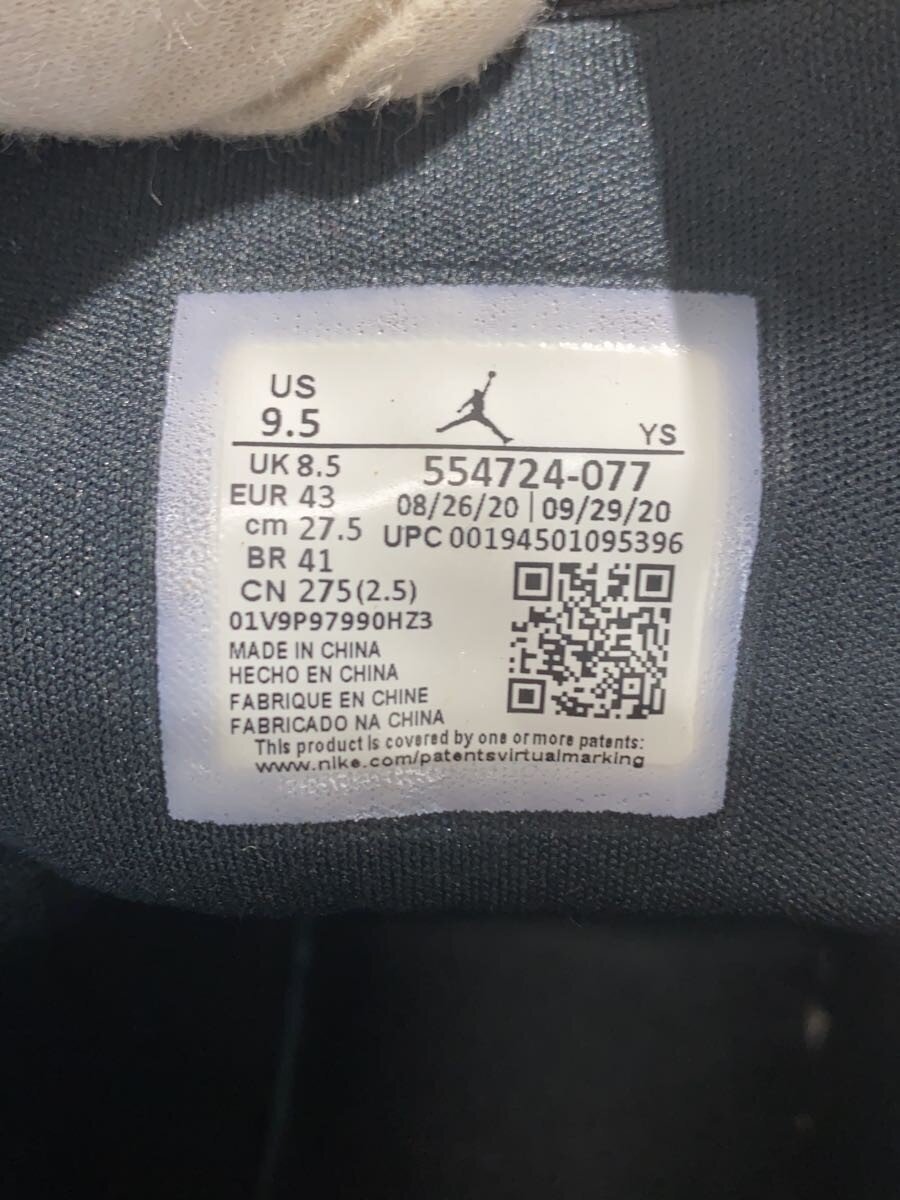 US
9.5
YS
UK 8.5
EUR 43
cm 27.5
BR 41
CN 275(2.5)
554724-077
08/26/20 | 09/29/20
UPC 00194501095396
01V9P97990HZ3
MADE IN CHINA
HECHO EN CHINA
FABRIQUE EN CHINE
FABRICADO NA CHINA
This product is covered by one or more patents:
www.nike.com/patentsvirtualmarking